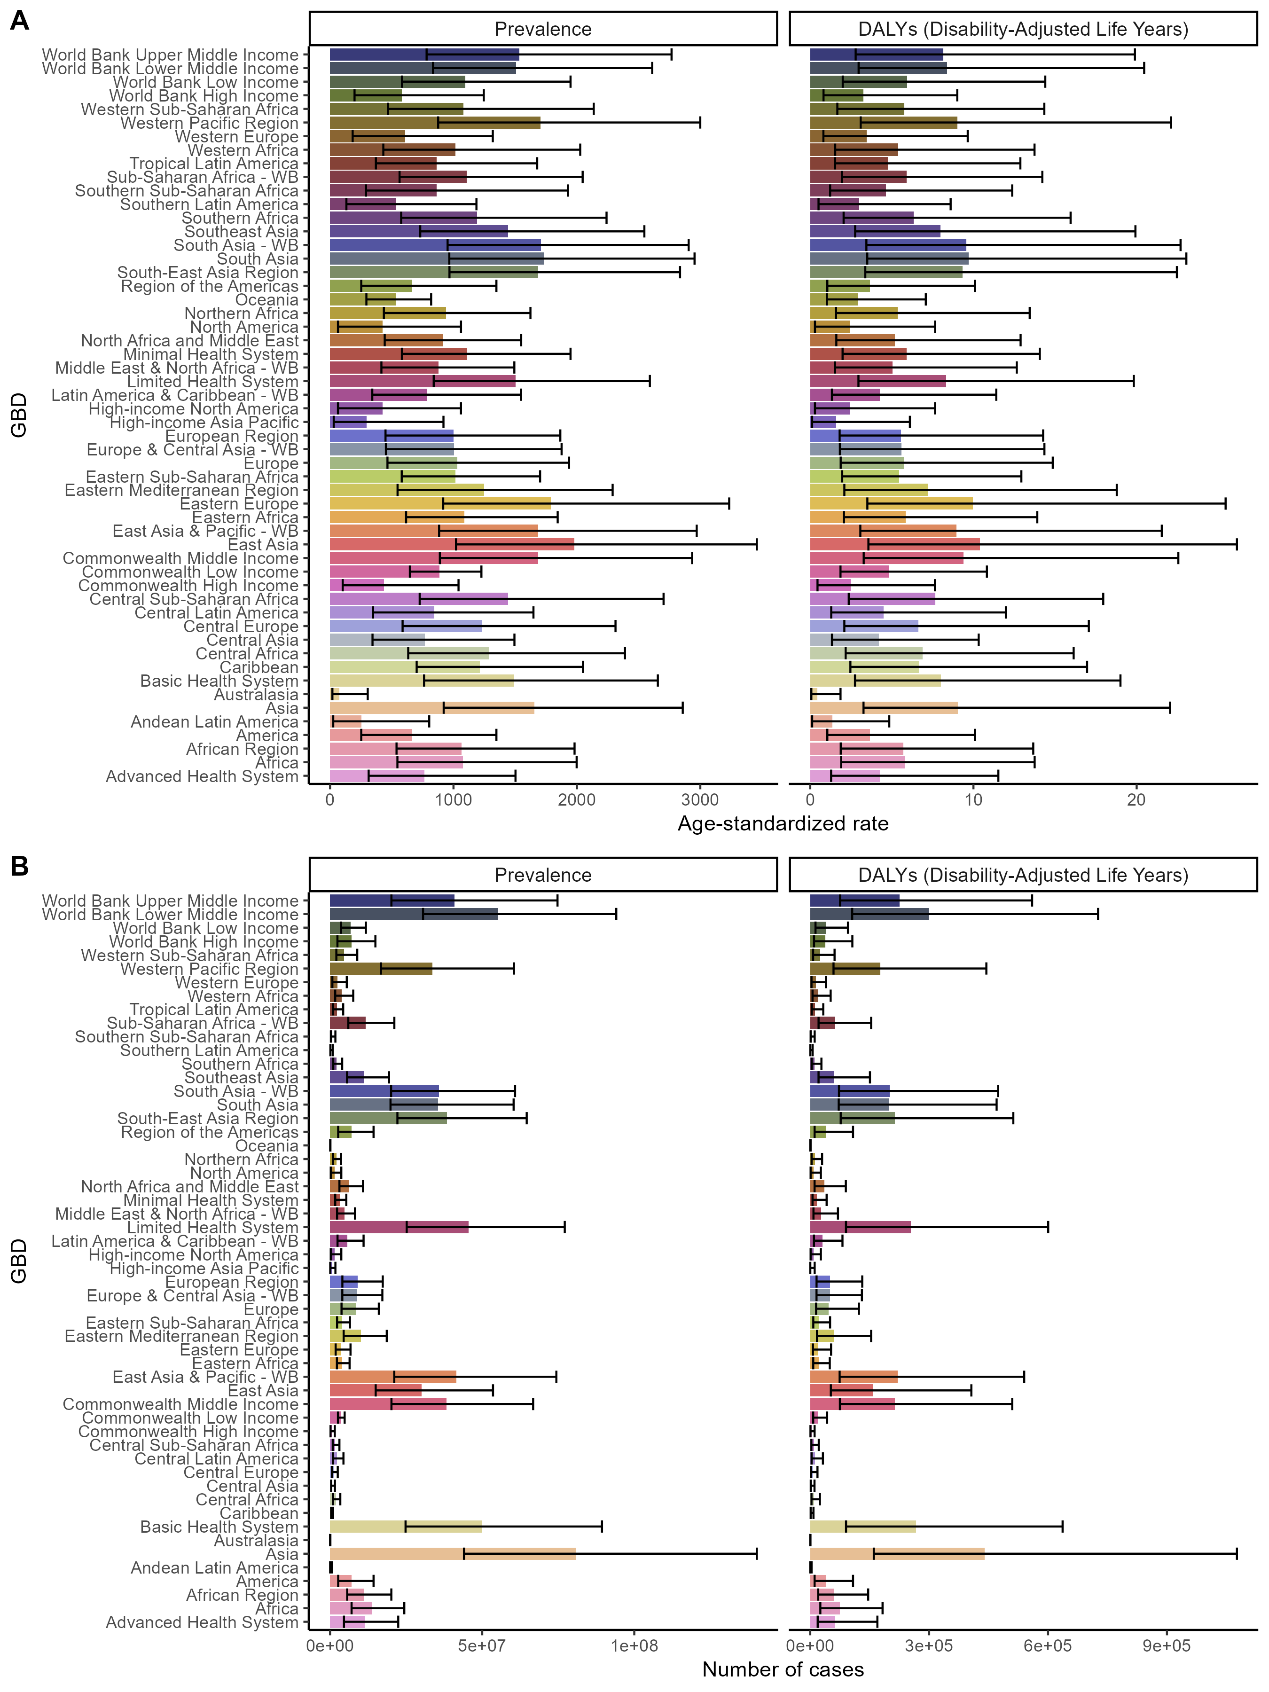 A
Prevalence
DALYs (Disability-Adjusted Life Years)
GBD
World Bank Upper Middle Income
World Bank Lower Middle Income
World Bank Low Income
World Bank High Income
Western Sub-Saharan Africa
Western Pacific Region
Western Europe
Western Africa
Tropical Latin America
Sub-Saharan Africa - WB
Southern Sub-Saharan Africa
Southern Latin America
Southern Africa
Southeast Asia
South Asia - WB
South Asia
South-East Asia Region
Region of the Americas
Oceania
Northern Africa
North America
North Africa and Middle East
Minimal Health System
Middle East & North Africa - WB
Limited Health System
Latin America & Caribbean - WB
High-income North America
High-income Asia Pacific
European Region
Europe & Central Asia - WB
Europe
Eastern Sub-Saharan Africa
Eastern Mediterranean Region
Eastern Europe
Eastern Africa
East Asia & Pacific - WB
East Asia
Commonwealth Middle Income
Commonwealth Low Income
Commonwealth High Income
Central Sub-Saharan Africa
Central Latin America
Central Europe
Central Asia
Central Africa
Caribbean
Basic Health System
Australasia
Asia
Andean Latin America
America
African Region
Africa
Advanced Health System
0 1000 2000 3000 0 10 20
Age-standardized rate
B
Prevalence
DALYs (Disability-Adjusted Life Years)
GBD
World Bank Upper Middle Income
World Bank Lower Middle Income
World Bank Low Income
World Bank High Income
Western Sub-Saharan Africa
Western Pacific Region
Western Europe
Western Africa
Tropical Latin America
Sub-Saharan Africa - WB
Southern Sub-Saharan Africa
Southern Latin America
Southern Africa
Southeast Asia
South Asia - WB
South Asia
South-East Asia Region
Region of the Americas
Oceania
Northern Africa
North America
North Africa and Middle East
Minimal Health System
Middle East & North Africa - WB
Limited Health System
Latin America & Caribbean - WB
High-income North America
High-income Asia Pacific
European Region
Europe & Central Asia - WB
Europe
Eastern Sub-Saharan Africa
Eastern Mediterranean Region
Eastern Europe
Eastern Africa
East Asia & Pacific - WB
East Asia
Commonwealth Middle Income
Commonwealth Low Income
Commonwealth High Income
Central Sub-Saharan Africa
Central Latin America
Central Europe
Central Asia
Central Africa
Caribbean
Basic Health System
Australasia
Asia
Andean Latin America
America
African Region
Africa
Advanced Health System
0e+00 5e+07 1e+08 0e+00 3e+05 6e+05 9e+05
Number of cases